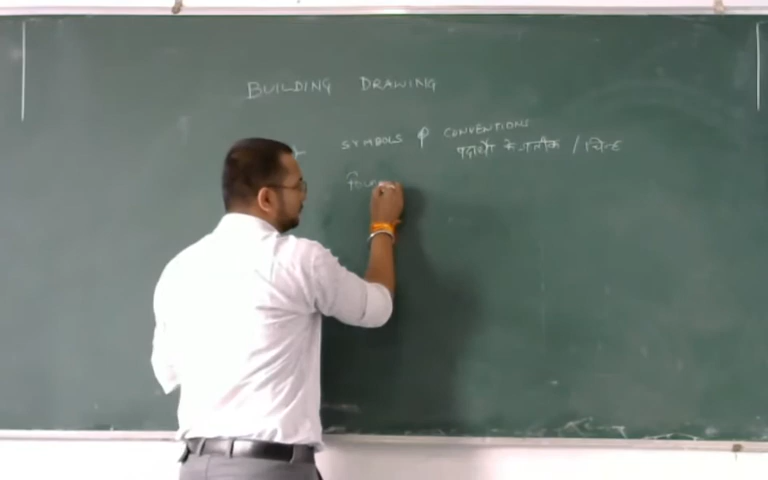 BUILDING DRAWING
SYMBOLS & CONVENTIONS
पदार्थो के प्रतीक / चिन्ह